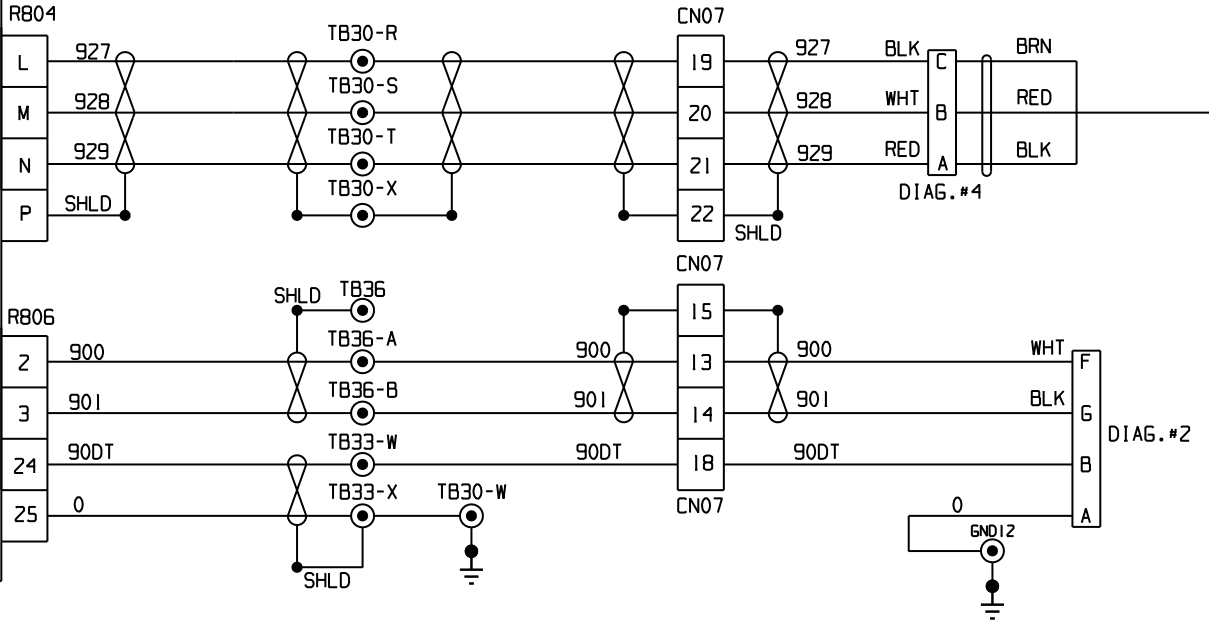 R804 CN07
TB30-R
L 927 19 927 BLK C BRN
TB30-S
M 928 20 928 WHT B RED
TB30-T
N 929 21 929 RED A BLK
TB30-X DIAG.#4
P SHLD 22 SHLD
CN07
SHLD TB36 15
R806
TB36-A
2 900 900 13 900 WHT F
TB36-B
3 901 901 14 901 BLK G
DIAG.#2
TB33-W
24 90DT 90DT 18 90DT B
TB33-X TB30-W CN07
25 0 0 A
GND12
SHLD